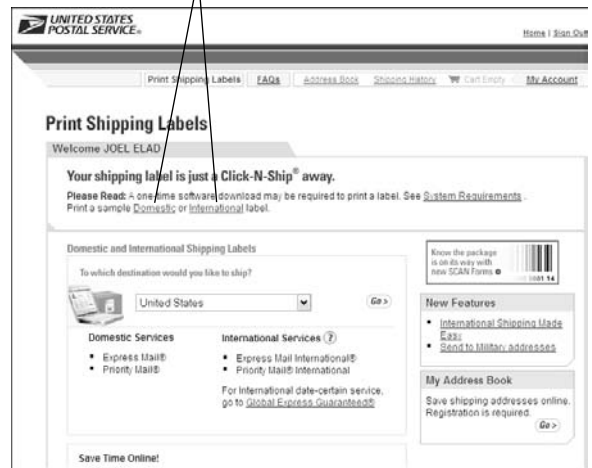 UNITED STATES
POSTAL SERVICE®
Home | Sign Out
Print Shipping Labels FAQs Address Book Shipping History Cart Empty My Account
Print Shipping Labels
Welcome JOEL ELAD
Your shipping label is just a Click-N-Ship® away.
Please Read: A one-time software download may be required to print a label. See System Requirements .
Print a sample Domestic or International label.
Domestic and International Shipping Labels
To which destination would you like to ship?
United States
Go >
Domestic Services
Express Mail®
Priority Mail®
International Services ?
Express Mail International®
Priority Mail® International
For International date-certain service,
go to Global Express Guaranteed®
Save Time Online!
Know the package
is on its way with
new SCAN Forms
New Features
International Shipping Made
Easy
Send to Military addresses
My Address Book
Save shipping addresses online.
Registration is required.
Go >